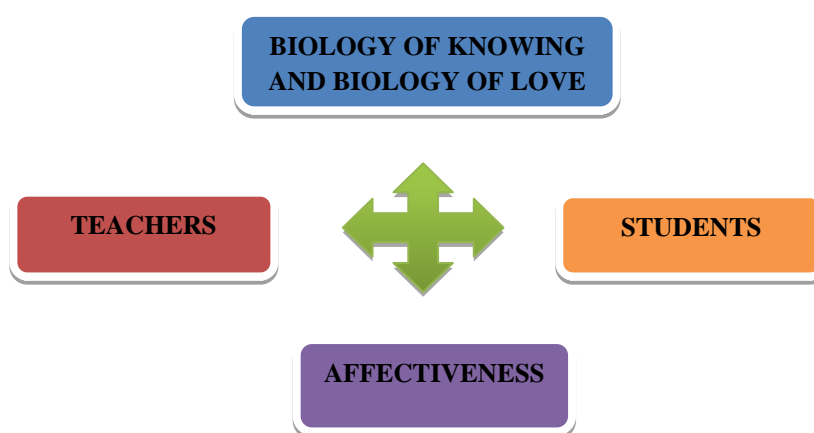 BIOLOGY OF KNOWING
AND BIOLOGY OF LOVE
TEACHERS
STUDENTS
AFFECTIVENESS